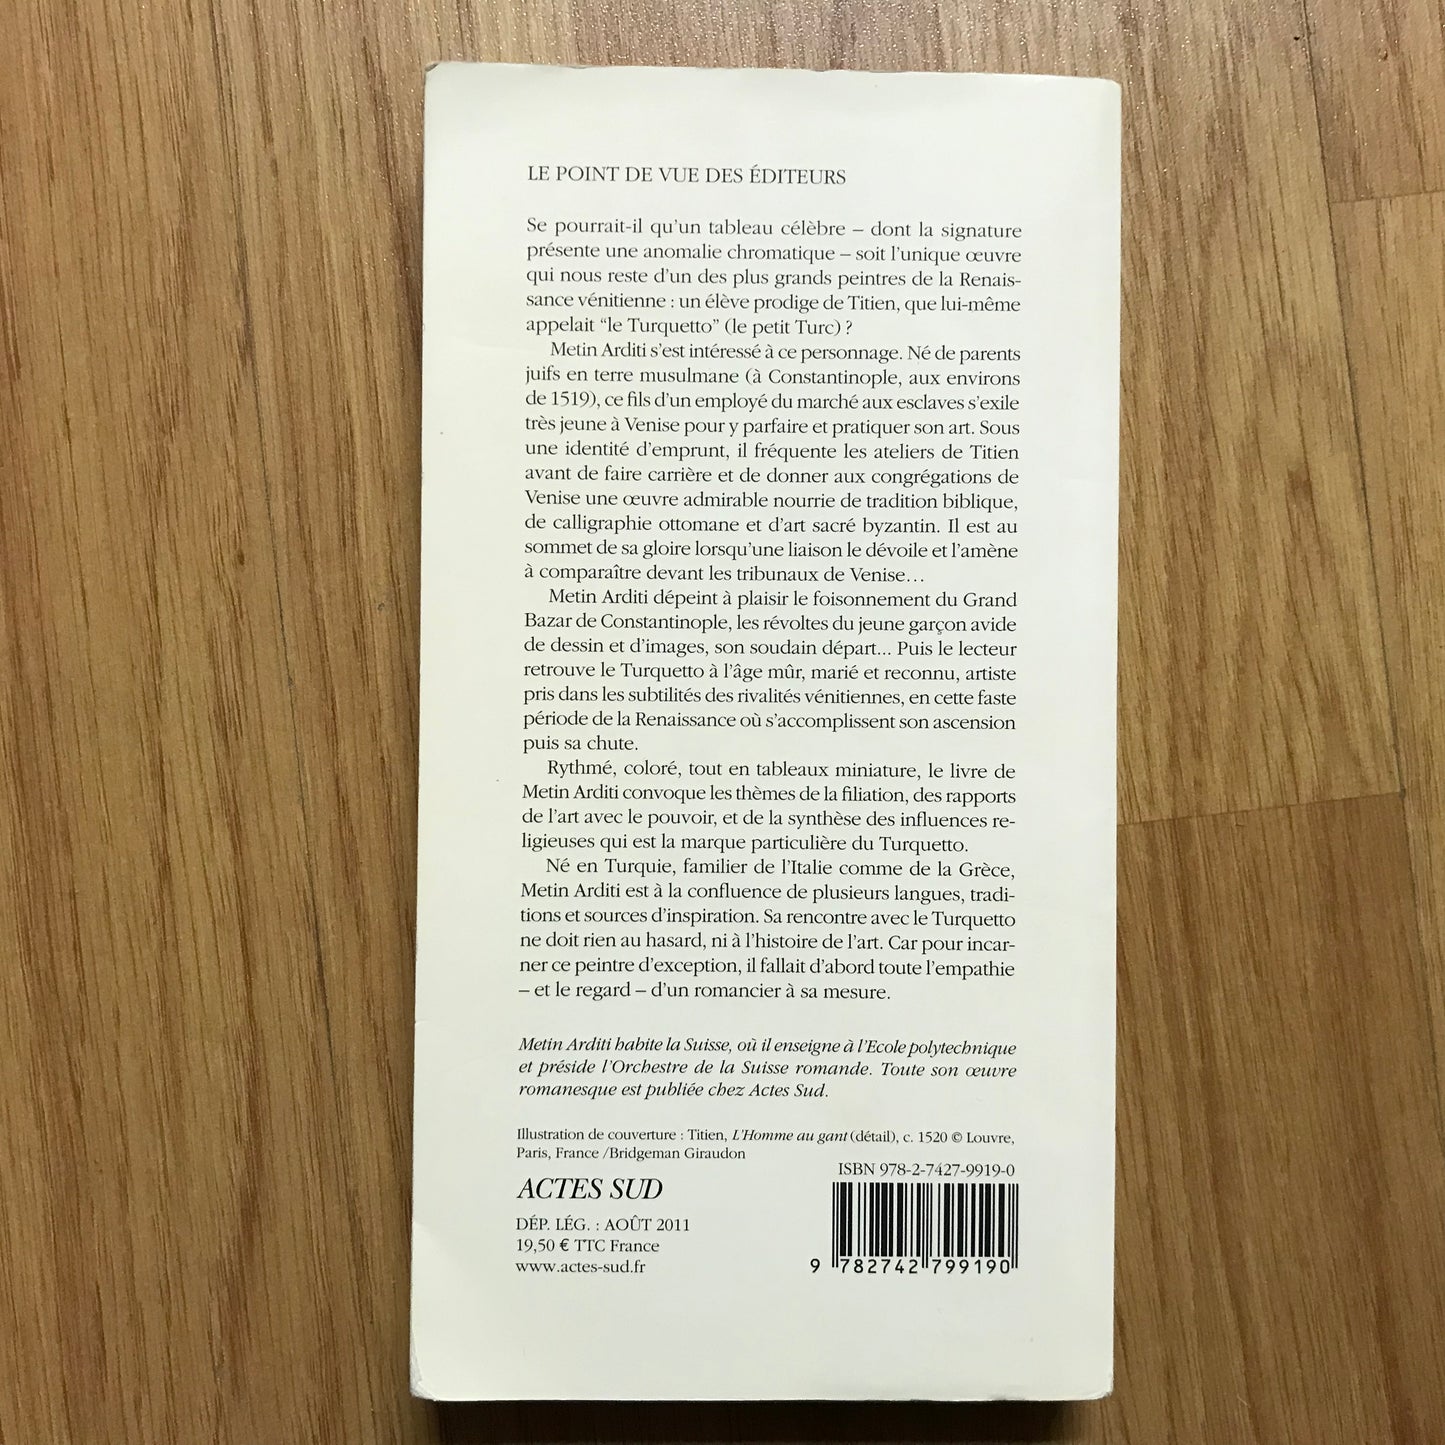 LE POINT DE VUE DES ÉDITEURS
Se pourrait-il qu'un tableau célèbre – dont la signature
présente une anomalie chromatique – soit l'unique œuvre
qui nous reste d'un des plus grands peintres de la Renais-
sance vénitienne : un élève prodige de Titien, que lui-même
appelait “le Turquetto” (le petit Turc) ?
Metin Arditi s'est intéressé à ce personnage. Né de parents
juifs en terre musulmane (à Constantinople, aux environs
de 1519), ce fils d'un employé du marché aux esclaves s'exile
très jeune à Venise pour y parfaire et pratiquer son art. Sous
une identité d'emprunt, il fréquente les ateliers de Titien
avant de faire carrière et de donner aux congrégations de
Venise une œuvre admirable nourrie de tradition biblique,
de calligraphie ottomane et d'art sacré byzantin. Il est au
sommet de sa gloire lorsqu'une liaison le dévoile et l'amène
à comparaître devant les tribunaux de Venise…
Metin Arditi dépeint à plaisir le foisonnement du Grand
Bazar de Constantinople, les révoltes du jeune garçon avide
de dessin et d'images, son soudain départ... Puis le lecteur
retrouve le Turquetto à l'âge mûr, marié et reconnu, artiste
pris dans les subtilités des rivalités vénitiennes, en cette faste
période de la Renaissance où s'accomplissent son ascension
puis sa chute.
Rythmé, coloré, tout en tableaux miniature, le livre de
Metin Arditi convoque les thèmes de la filiation, des rapports
de l'art avec le pouvoir, et de la synthèse des influences re-
ligieuses qui est la marque particulière du Turquetto.
Né en Turquie, familier de l'Italie comme de la Grèce,
Metin Arditi est à la confluence de plusieurs langues, tradi-
tions et sources d'inspiration. Sa rencontre avec le Turquetto
ne doit rien au hasard, ni à l'histoire de l'art. Car pour incar-
ner ce peintre d'exception, il fallait d'abord toute l'empathie
– et le regard – d'un romancier à sa mesure.
Metin Arditi habite la Suisse, où il enseigne à l'Ecole polytechnique
et préside l'Orchestre de la Suisse romande. Toute son œuvre
romanesque est publiée chez Actes Sud.
Illustration de couverture : Titien, L'Homme au gant (détail), c. 1520 © Louvre,
Paris, France /Bridgeman Giraudon
ISBN 978-2-7427-9919-0
ACTES SUD
DÉP. LÉG. : AOÛT 2011
19,50 € TTC France
www.actes-sud.fr
9 782742 799190